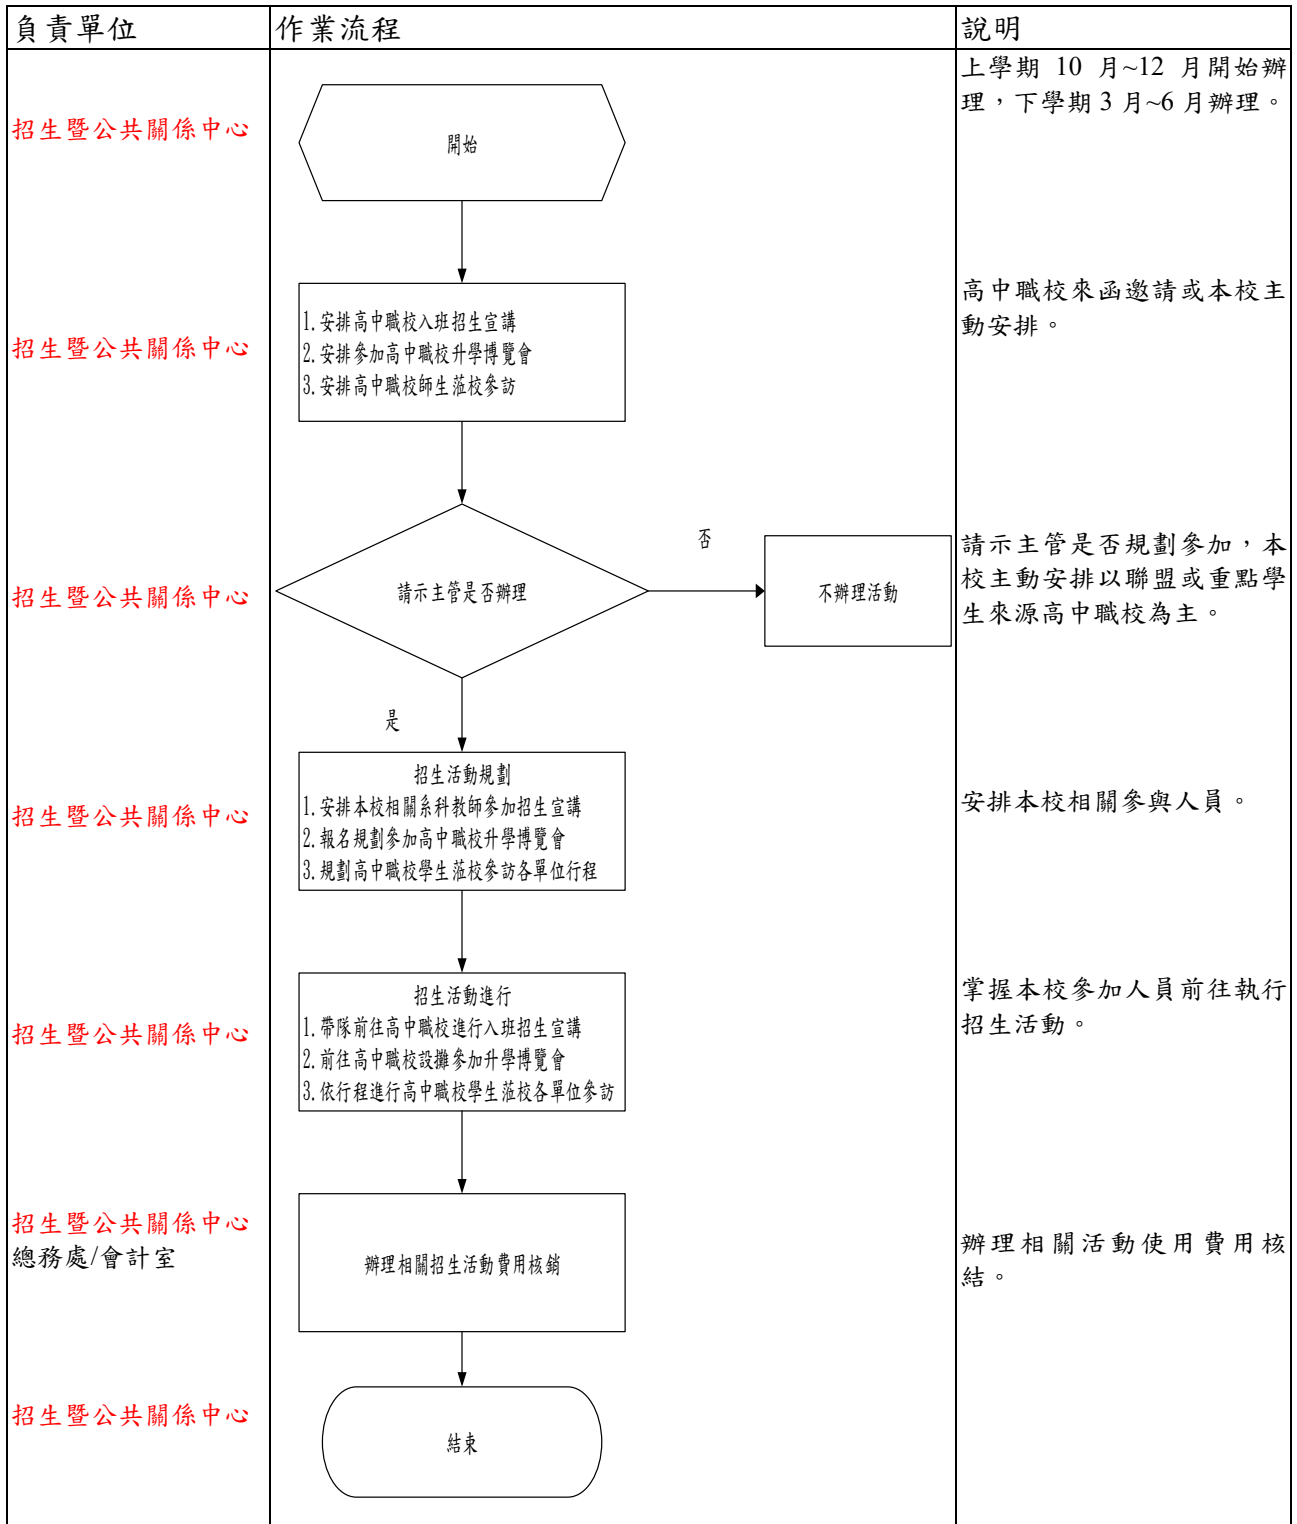 負責單位
作業流程
說明
招生暨公共關係中心
開始
上學期 10 月~12 月開始辦
理，下學期 3 月~6 月辦理。
招生暨公共關係中心
1.安排高中職校入班招生宣講
2.安排參加高中職校升學博覽會
3.安排高中職校師生蒞校參訪
高中職校來函邀請或本校主
動安排。
招生暨公共關係中心
請示主管是否辦理
否
不辦理活動
請示主管是否規劃參加，本
校主動安排以聯盟或重點學
生來源高中職校為主。
是
招生暨公共關係中心
招生活動規劃
1.安排本校相關系科教師參加招生宣講
2.報名規劃參加高中職校升學博覽會
3.規劃高中職校學生蒞校參訪各單位行程
安排本校相關參與人員。
招生暨公共關係中心
招生活動進行
1.帶隊前往高中職校進行入班招生宣講
2.前往高中職校設攤參加升學博覽會
3.依行程進行高中職校學生蒞校各單位參訪
掌握本校參加人員前往執行
招生活動。
招生暨公共關係中心
總務處/會計室
辦理相關招生活動費用核銷
辦理相關活動使用費用核
結。
招生暨公共關係中心
結束